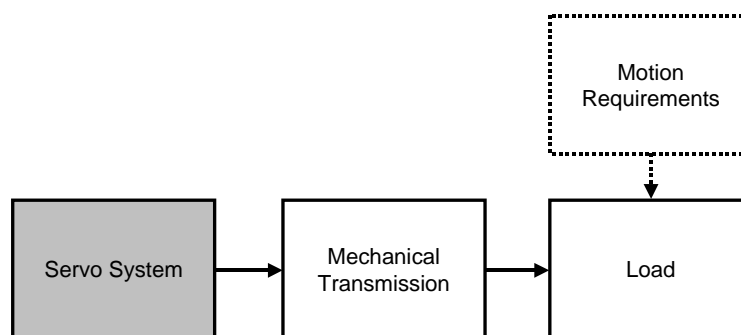 Motion
Requirements
Servo System
Mechanical
Transmission
Load